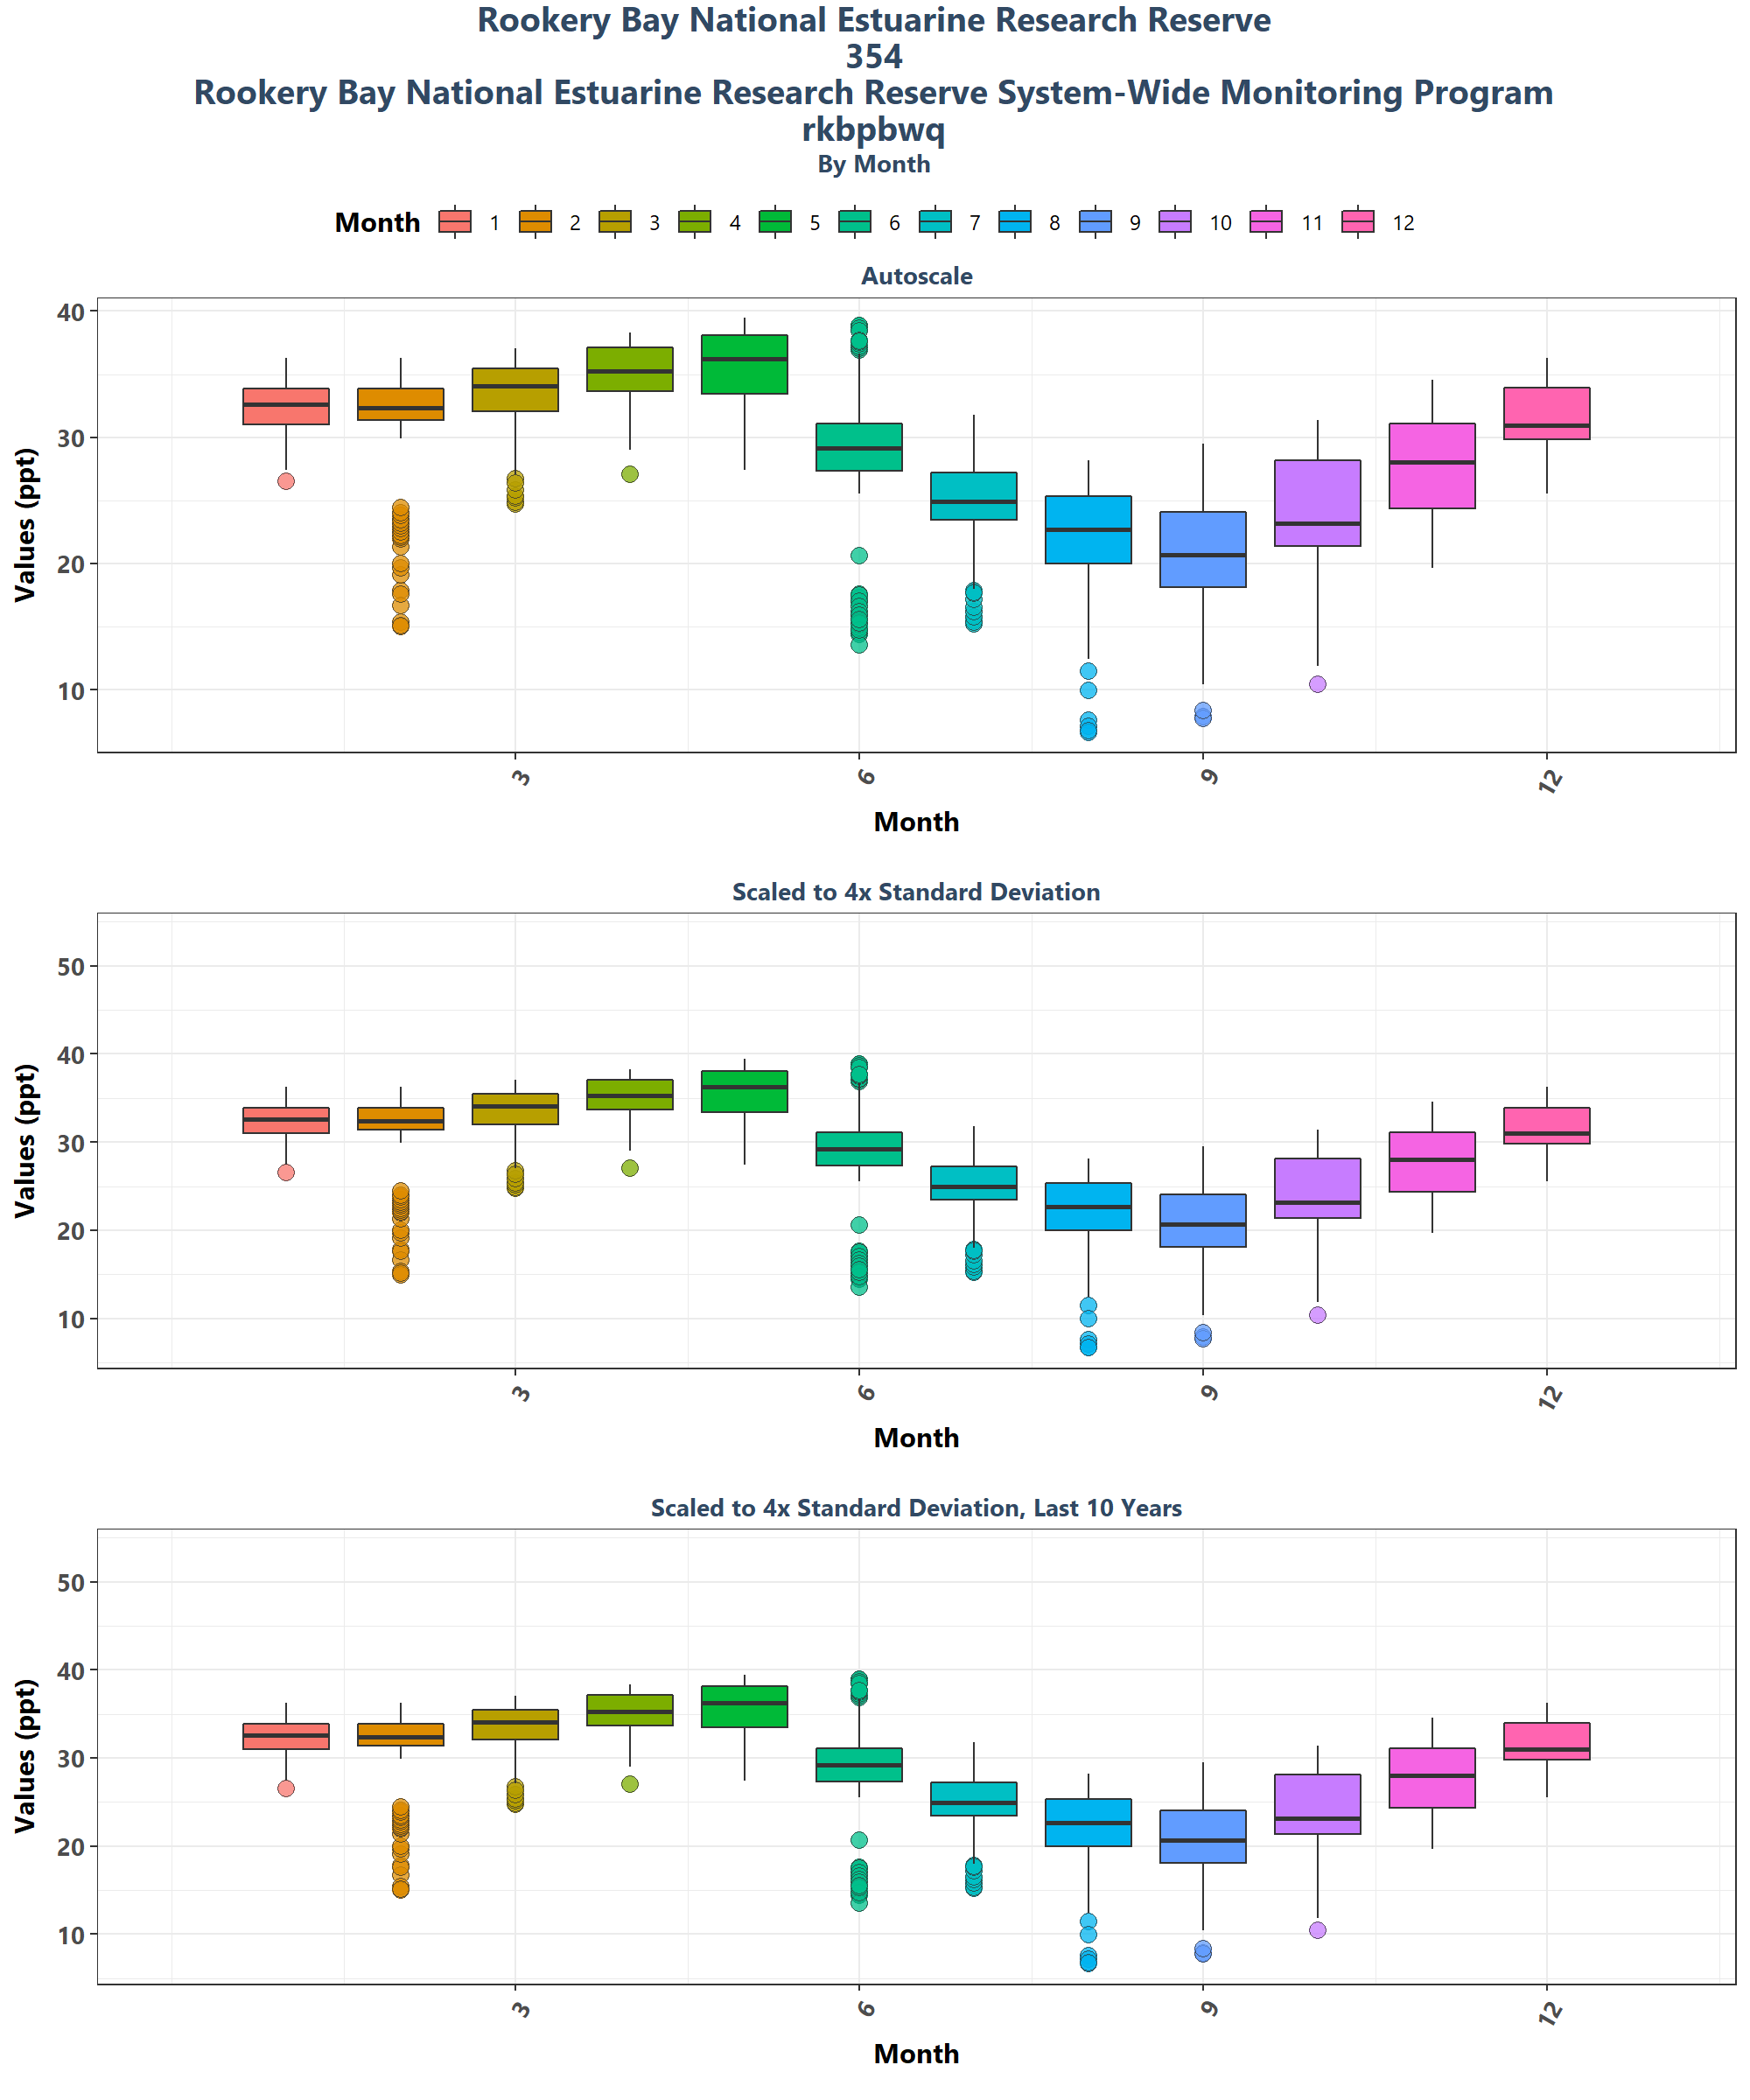 Rookery Bay National Estuarine Research Reserve
354
Rookery Bay National Estuarine Research Reserve System-Wide Monitoring Program
rkbpbwq
By Month
Month 1 2 3 4 5 6 7 8 9 10 11 12
Autoscale
Values (ppt)
40
30
20
10
3 6 9 12
Month
Scaled to 4x Standard Deviation
Values (ppt)
50
40
30
20
10
3 6 9 12
Month
Scaled to 4x Standard Deviation, Last 10 Years
Values (ppt)
50
40
30
20
10
3 6 9 12
Month